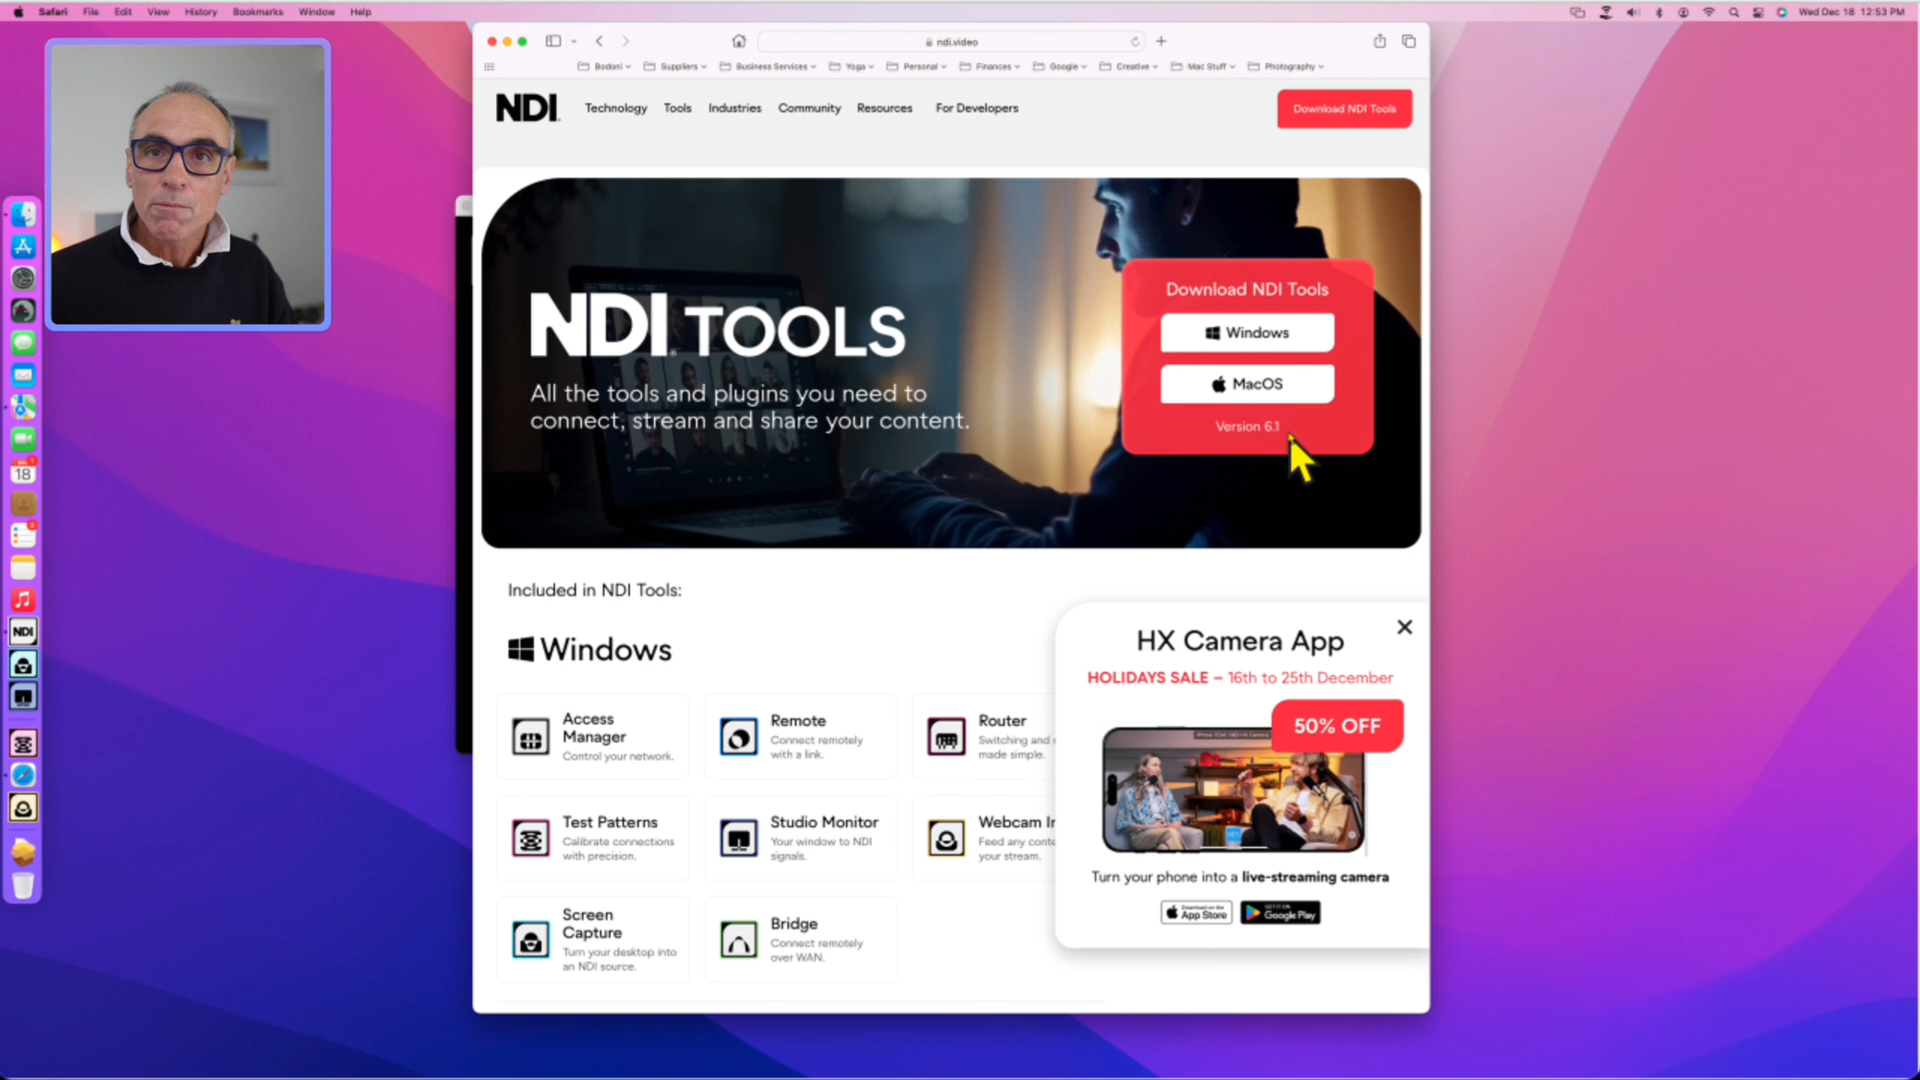 Safari File Edit View History Bookmarks Window Help
Wed Dec 18 12:53 PM
ndi.video
Bodoni Suppliers Business Services Yoga Personal Finances Google Creative Mac Stuff Photography
NDI Technology Tools Industries Community Resources For Developers
Download NDI Tools
NDI TOOLS
All the tools and plugins you need to
connect, stream and share your content.
Download NDI Tools
Windows
MacOS
Version 6.1
18
NDI
Included in NDI Tools:
Windows
Access
Manager
Control your network.
Remote
Connect remotely
with a link.
Router
Switching and
made simple.
Test Patterns
Calibrate connections
with precision.
Studio Monitor
Your window to NDI
signals.
Webcam In
Feed any conte
your stream.
Screen
Capture
Turn your desktop into
an NDI source.
Bridge
Connect remotely
over WAN.
HX Camera App
HOLIDAYS SALE – 16th to 25th December
50% OFF
Turn your phone into a live-streaming camera
Download on the
App Store
GET IT ON
Google Play